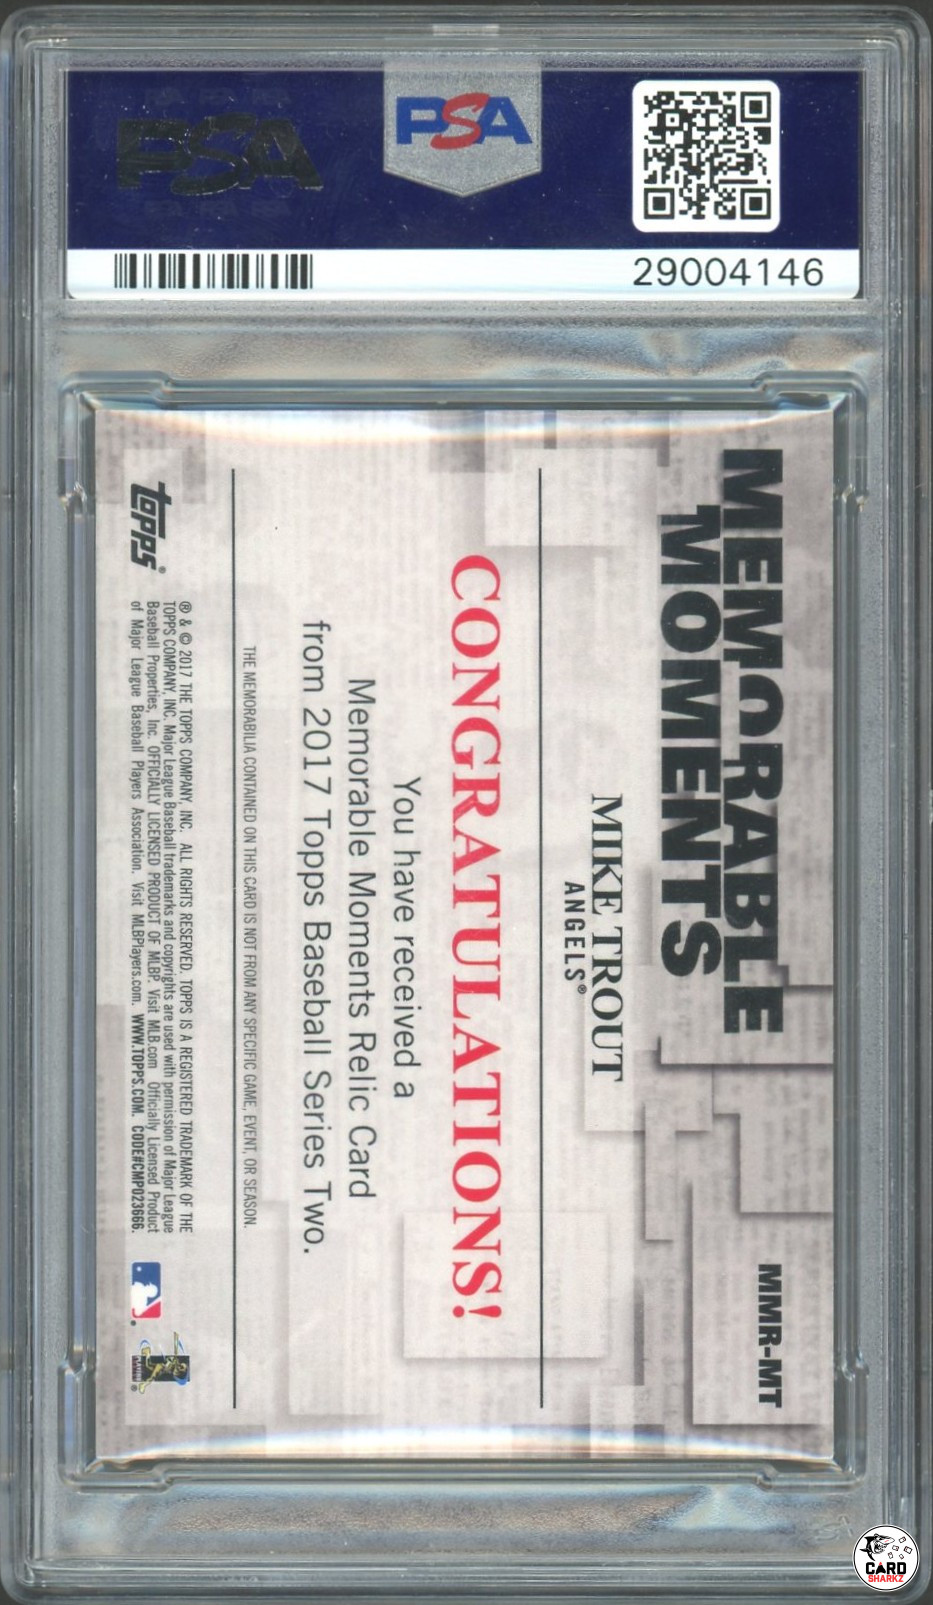 PSA
PSA
29004146
MEMORABLE
MOMENTS
MMR-MT
MIKE TROUT
ANGELS®
CONGRATULATIONS!
You have received a
Memorable Moments Relic Card
from 2017 Topps Baseball Series Two.
THE MEMORABILIA CONTAINED ON THIS CARD IS NOT FROM ANY SPECIFIC GAME, EVENT, OR SEASON.
topps®
® & © 2017 THE TOPPS COMPANY, INC. ALL RIGHTS RESERVED. TOPPS IS A REGISTERED TRADEMARK OF THE
TOPPS COMPANY, INC. Major League Baseball trademarks and copyrights are used with permission of Major League
Baseball Properties, Inc. OFFICIALLY LICENSED PRODUCT OF MLBP. Visit MLB.com Officially Licensed Product
of Major League Baseball Players Association. Visit MLBPlayers.com. WWW.TOPPS.COM. CODE#CMP023666.
CARD
SHARKZ